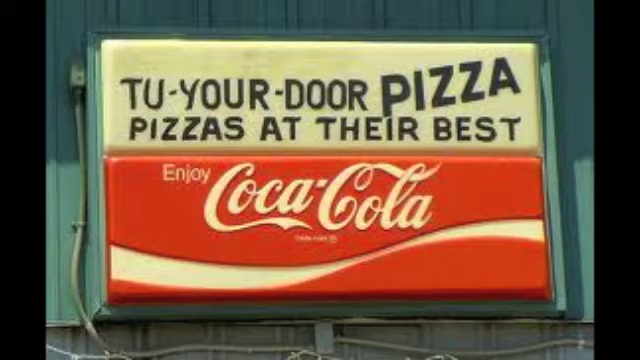 TU-YOUR-DOOR PIZZA
PIZZAS AT THEIR BEST
Enjoy Coca-Cola